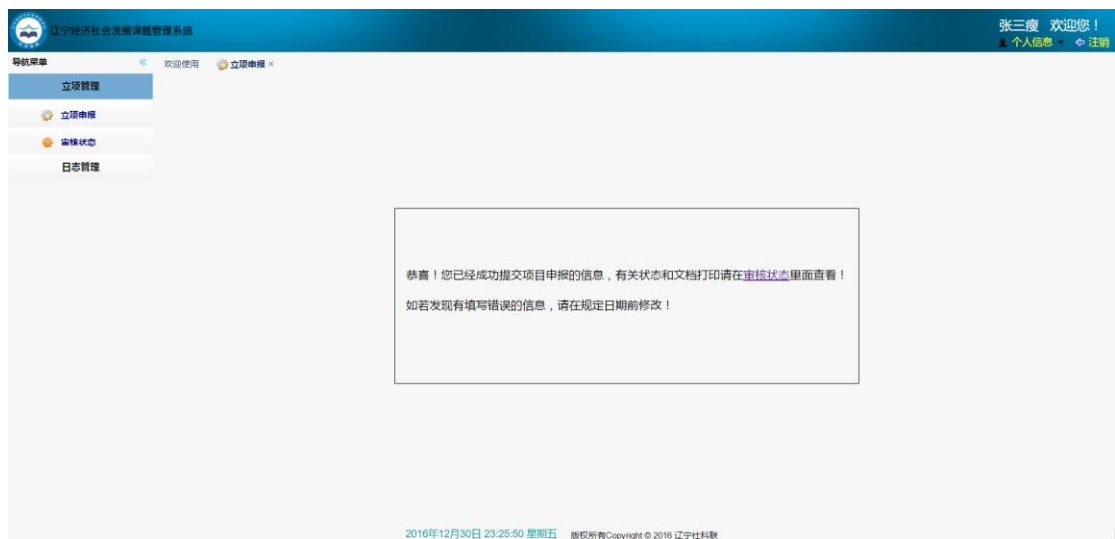 辽宁经济社会发展课题管理系统
张三瘦 欢迎您！
个人信息 注销
导航菜单
欢迎使用 立项申报 ×
立项管理
立项申报
审核状态
日志管理
恭喜！您已经成功提交项目申报的信息，有关状态和文档打印请在审核状态里面查看！
如若发现有填写错误的信息，请在规定日期前修改！
2016年12月30日 23:25:50 星期五 版权所有Copyright © 2016 辽宁社科联